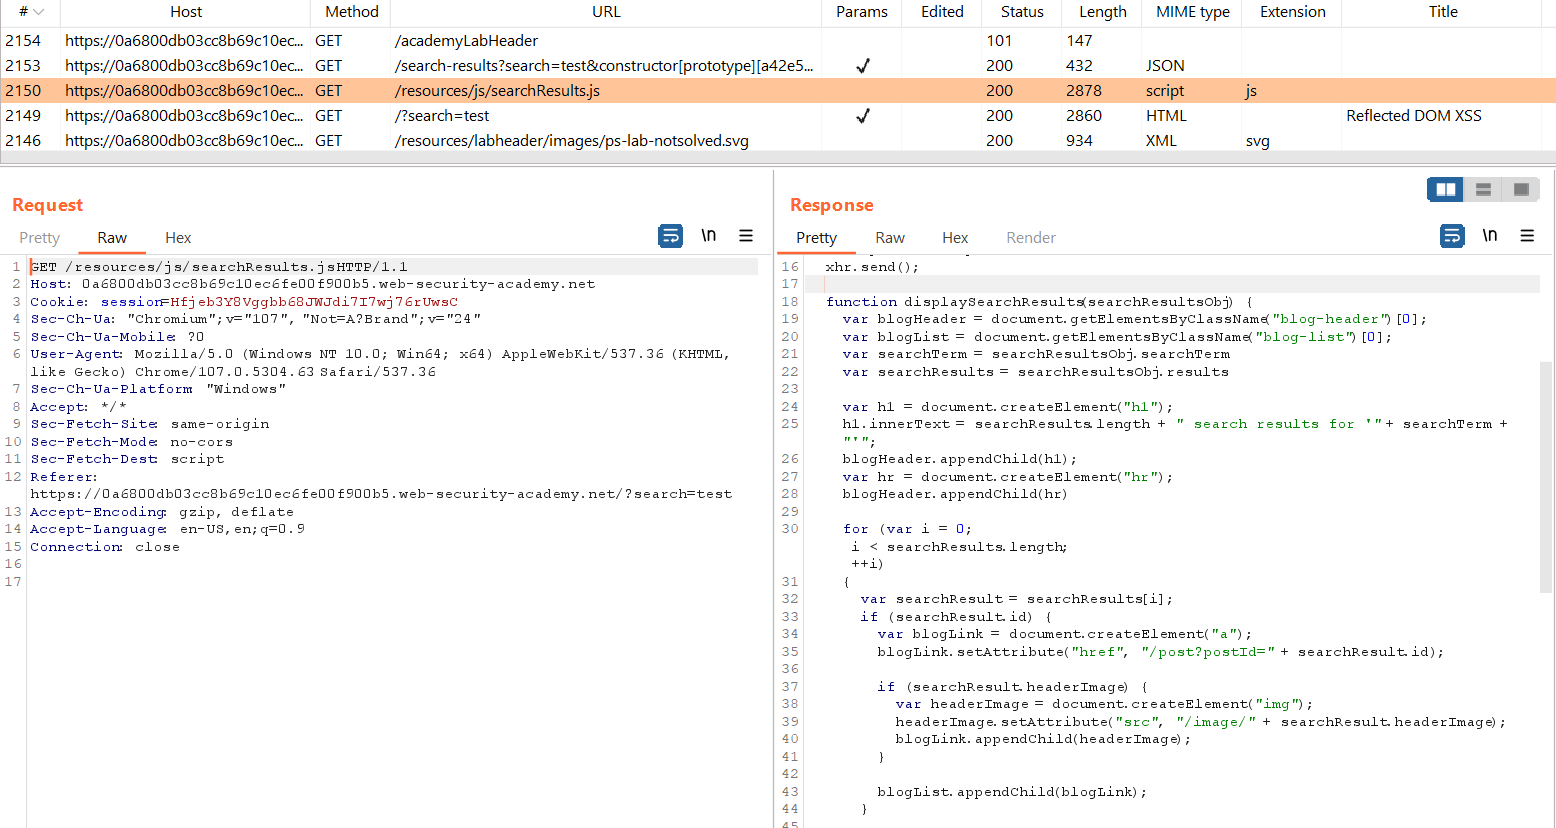 # Host Method URL Params Edited Status Length MIME type Extension Title
2154 https://0a6800db03cc8b69c10ec... GET /academyLabHeader 101 147
2153 https://0a6800db03cc8b69c10ec... GET /search-results?search=test&constructor[prototype][a42e5... ✓ 200 432 JSON
2150 https://0a6800db03cc8b69c10ec... GET /resources/js/searchResults.js 200 2878 script js
2149 https://0a6800db03cc8b69c10ec... GET /?search=test ✓ 200 2860 HTML Reflected DOM XSS
2146 https://0a6800db03cc8b69c10ec... GET /resources/labheader/images/ps-lab-notsolved.svg 200 934 XML svg
Request
Pretty Raw Hex \n
1 GET /resources/js/searchResults.jsHTTP/1.1
2 Host: 0a6800db03cc8b69c10ec6fe00f900b5.web-security-academy.net
3 Cookie: session=Hfjeb3Y8Vggbb68JWJdi7I7wj76rUwsC
4 Sec-Ch-Ua: "Chromium";v="107", "Not=A?Brand";v="24"
5 Sec-Ch-Ua-Mobile: ?0
6 User-Agent: Mozilla/5.0 (Windows NT 10.0; Win64; x64) AppleWebKit/537.36 (KHTML,
like Gecko) Chrome/107.0.5304.63 Safari/537.36
7 Sec-Ch-Ua-Platform: "Windows"
8 Accept: */*
9 Sec-Fetch-Site: same-origin
10 Sec-Fetch-Mode: no-cors
11 Sec-Fetch-Dest: script
12 Referer:
https://0a6800db03cc8b69c10ec6fe00f900b5.web-security-academy.net/?search=test
13 Accept-Encoding: gzip, deflate
14 Accept-Language: en-US,en;q=0.9
15 Connection: close
16
17
Response
Pretty Raw Hex Render \n
16 xhr.send();
17
18 function displaySearchResults(searchResultsObj) {
19 var blogHeader = document.getElementsByClassName("blog-header")[0];
20 var blogList = document.getElementsByClassName("blog-list")[0];
21 var searchTerm = searchResultsObj.searchTerm
22 var searchResults = searchResultsObj.results
23
24 var h1 = document.createElement("h1");
25 h1.innerText = searchResults.length + " search results for '"+ searchTerm +
"'";
26 blogHeader.appendChild(h1);
27 var hr = document.createElement("hr");
28 blogHeader.appendChild(hr)
29
30 for (var i = 0;
i < searchResults.length;
++i)
31 {
32 var searchResult = searchResults[i];
33 if (searchResult.id) {
34 var blogLink = document.createElement("a");
35 blogLink.setAttribute("href", "/post?postId=" + searchResult.id);
36
37 if (searchResult.headerImage) {
38 var headerImage = document.createElement("img");
39 headerImage.setAttribute("src", "/image/" + searchResult.headerImage);
40 blogLink.appendChild(headerImage);
41 }
42
43 blogList.appendChild(blogLink);
44 }
45